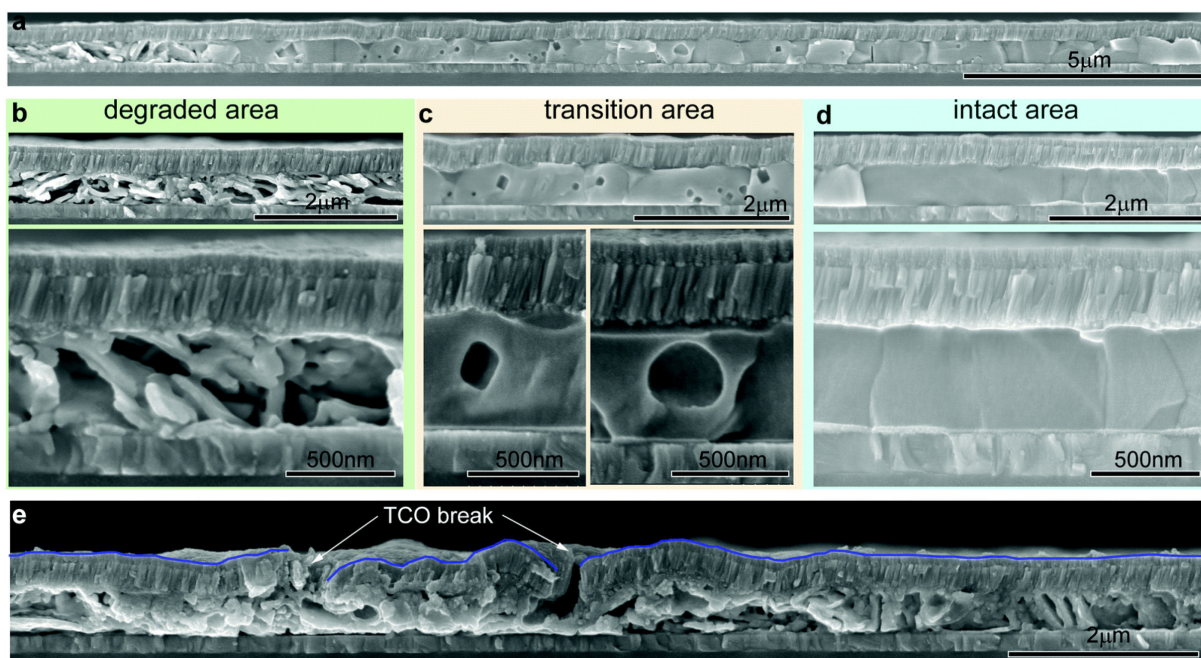 a
5μm
b degraded area
c transition area
d intact area
2μm
2μm
2μm
500nm
500nm
500nm
500nm
e
TCO break
2μm